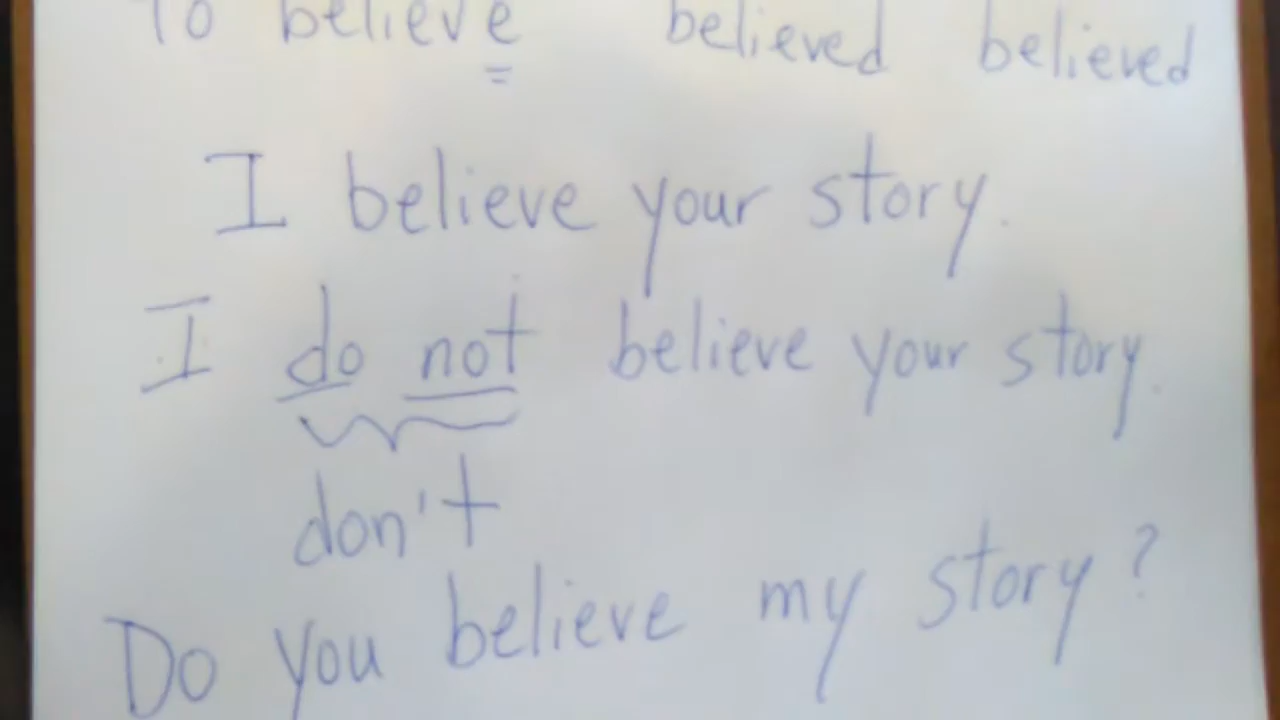 To believe believed believed
I believe your story.
I do not believe your story.
don't
Do you believe my story?